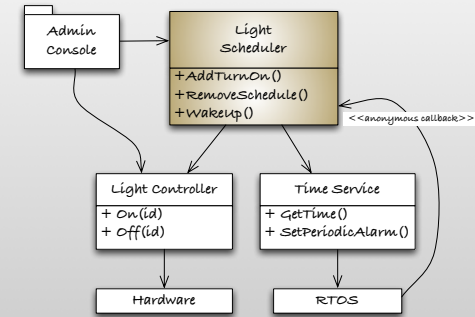 Admin
Console
Light
Scheduler
+AddTurnOn()
+RemoveSchedule()
+WakeUp()
<<anonymous callback>>
Light Controller
+ On(id)
+ Off(id)
Time Service
+ GetTime()
+ SetPeriodicAlarm()
Hardware
RTOS